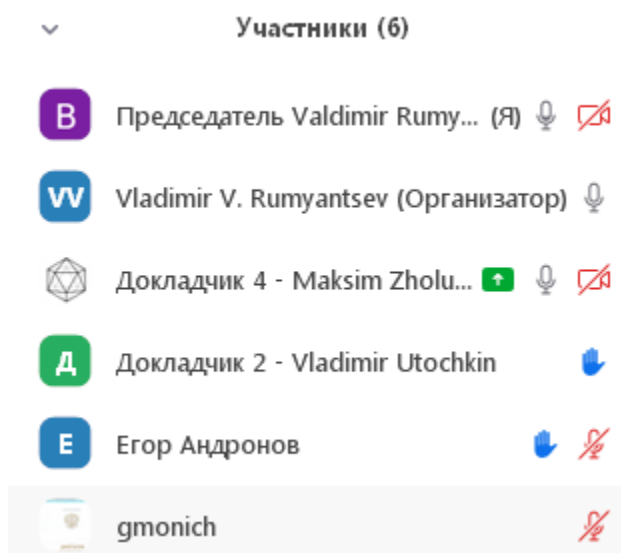 Участники (6)
В Председатель Valdimir Rumy... (Я)
VV Vladimir V. Rumyantsev (Организатор)
Докладчик 4 - Maksim Zholu...
Д Докладчик 2 - Vladimir Utochkin
Е Егор Андронов
gmonich